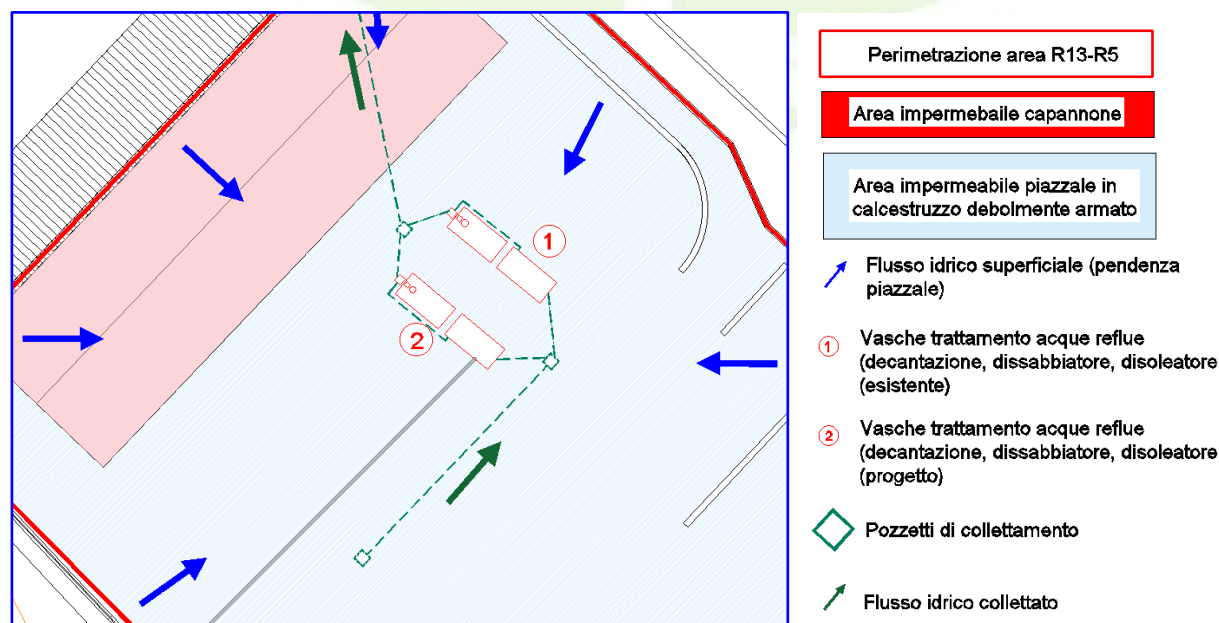 Perimetrazione area R13-R5
Area impermebaile capannone
Area impermeabile piazzale in
calcestruzzo debolmente armato
Flusso idrico superficiale (pendenza
piazzale)
1
Vasche trattamento acque reflue
(decantazione, dissabbiatore, disoleatore
(esistente)
2
Vasche trattamento acque reflue
(decantazione, dissabbiatore, disoleatore
(progetto)
Pozzetti di collettamento
Flusso idrico collettato
1
2